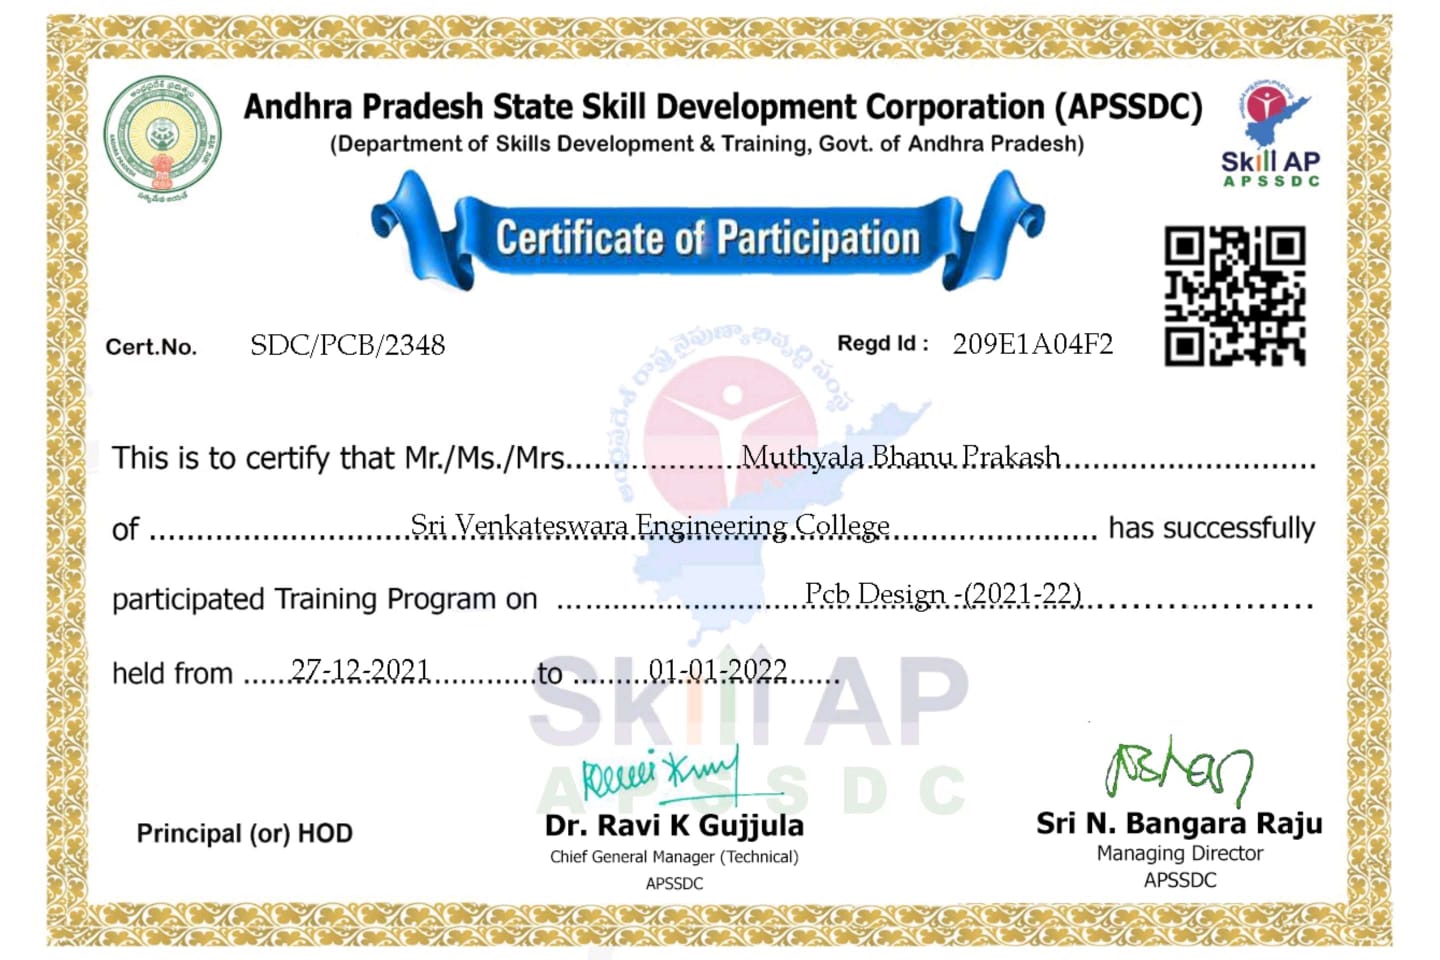 Andhra Pradesh State Skill Development Corporation (APSSDC)
(Department of Skills Development & Training, Govt. of Andhra Pradesh)
Skill AP
APSSDC
Certificate of Participation
Cert.No. SDC/PCB/2348
Regd Id : 209E1A04F2
ఆంధ్రప్రదేశ్ రాష్ట్ర నైపుణ్యాభివృద్ధి సంస్థ
This is to certify that Mr./Ms./Mrs. Muthyala Bhanu Prakash
of Sri Venkateswara Engineering College has successfully
participated Training Program on Pcb Design -(2021-22)
held from 27-12-2021 to 01-01-2022
Skill AP
APSSDC
Principal (or) HOD
Dr. Ravi K Gujjula
Chief General Manager (Technical)
APSSDC
Sri N. Bangara Raju
Managing Director
APSSDC